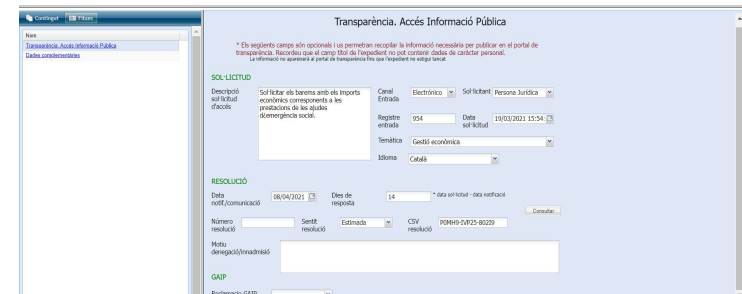 Contingut Fitxes
Nom
Transparència. Accés Informació Pública
Dades complementàries
Transparència. Accés Informació Pública
* Els següents camps són opcionals i us permetran recopilar la informació necessària per publicar en el portal de
transparència. Recordeu que el camp títol de l'expedient no pot contenir dades de caràcter personal.
La informació no apareixerà al portal de transparència fins que l'expedient no estigui tancat
SOL·LICITUD
Descripció
sol·licitud
d'accés
Sol·licitar els barems amb els imports
econòmics corresponents a les
prestacions de les ajudes
d¿emergència social.
Canal
Entrada
Electrónico
Sol·licitant
Persona Jurídica
Registre
entrada
954
Data
sol·licitud
19/03/2021 15:54:
Temàtica
Gestió econòmica
Idioma
Català
RESOLUCIÓ
Data
notif./comunicació
08/04/2021
Dies de
resposta
14
* data sol·licitud - data notificació
Consultar
Número
resolució
Sentit
resolució
Estimada
CSV
resolució
P0MH9-IVP25-802I9
Motiu
denegació/innadmisió
GAIP
Reclamacio GAIP